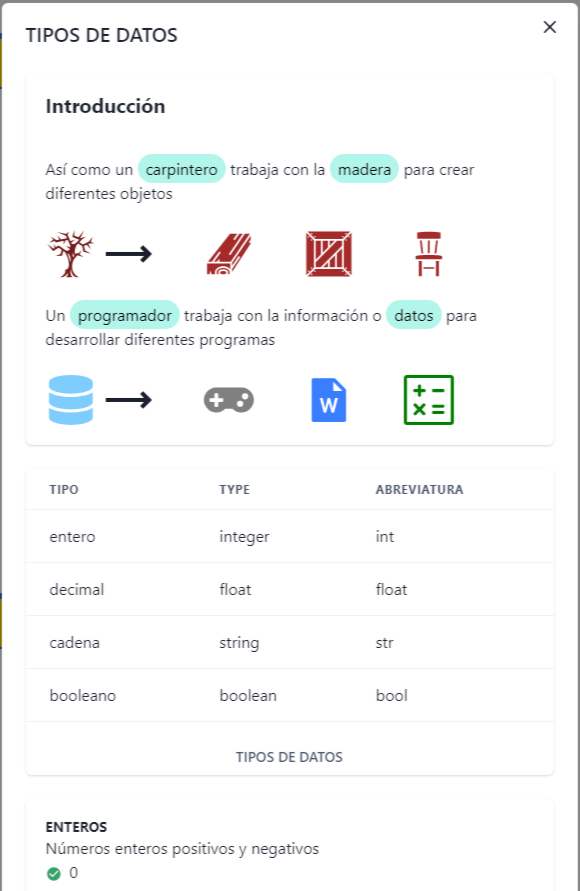 TIPOS DE DATOS
Introducción
Así como un carpintero trabaja con la madera para crear
diferentes objetos
Un programador trabaja con la información o datos para
desarrollar diferentes programas
W
TIPO TYPE ABREVIATURA
entero integer int
decimal float float
cadena string str
booleano boolean bool
TIPOS DE DATOS
ENTEROS
Números enteros positivos y negativos
0